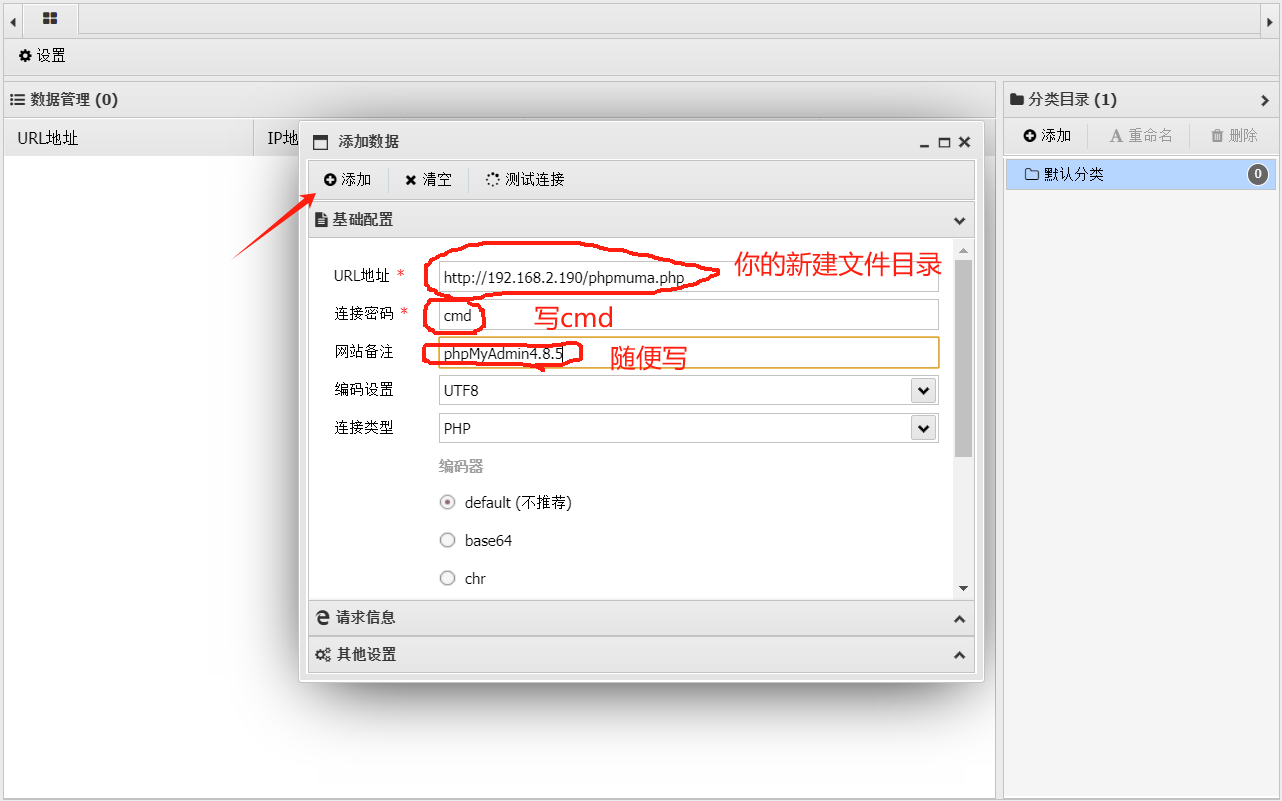 设置
数据管理 (0)
分类目录 (1)
URL地址
IP地
添加
重命名
删除
默认分类
0
添加数据
添加
清空
测试连接
基础配置
URL地址 *
http://192.168.2.190/phpmuma.php
你的新建文件目录
连接密码 *
cmd
写cmd
网站备注
phpMyAdmin4.8.5
随便写
编码设置
UTF8
连接类型
PHP
编码器
default (不推荐)
base64
chr
请求信息
其他设置